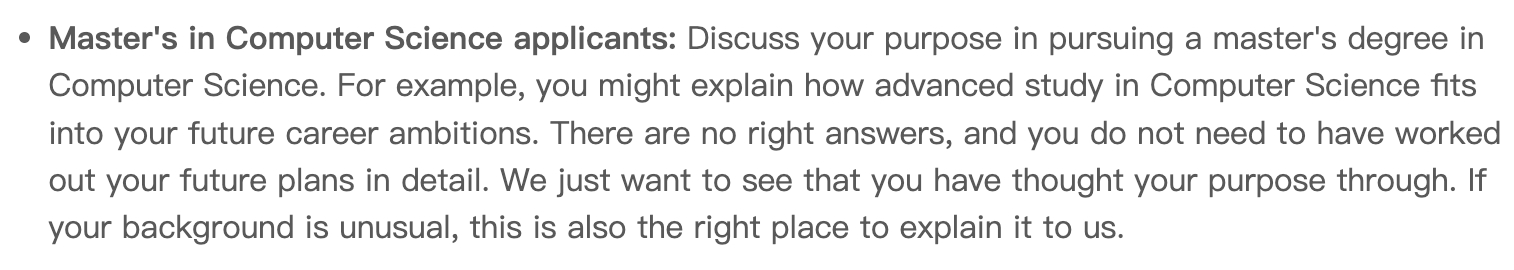 • Master's in Computer Science applicants: Discuss your purpose in pursuing a master's degree in
Computer Science. For example, you might explain how advanced study in Computer Science fits
into your future career ambitions. There are no right answers, and you do not need to have worked
out your future plans in detail. We just want to see that you have thought your purpose through. If
your background is unusual, this is also the right place to explain it to us.